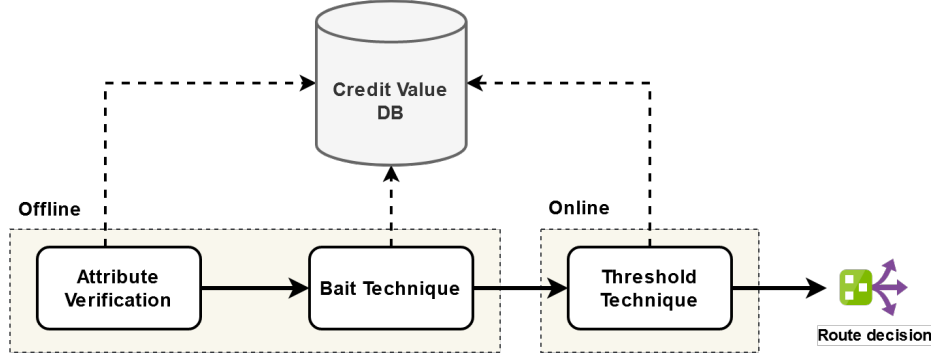 Credit Value
DB
Offline
Online
Attribute
Verification
Bait Technique
Threshold
Technique
Route decision